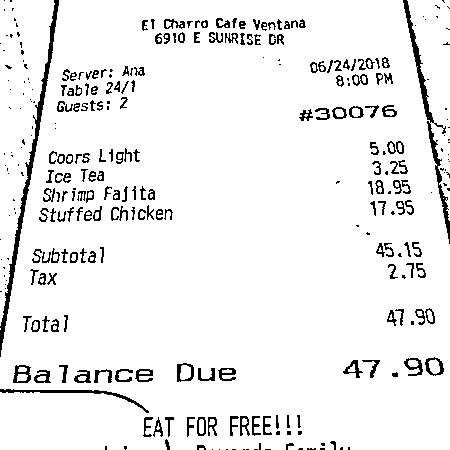 El Charro Cafe Ventana
6910 E SUNRISE DR
Server: Ana 06/24/2018
Table 24/1 8:00 PM
Guests: 2
#30076
Coors Light 5.00
Ice Tea 3.25
Shrimp Fajita 18.95
Stuffed Chicken 17.95
Subtotal 45.15
Tax 2.75
Total 47.90
Balance Due 47.90
EAT FOR FREE!!!